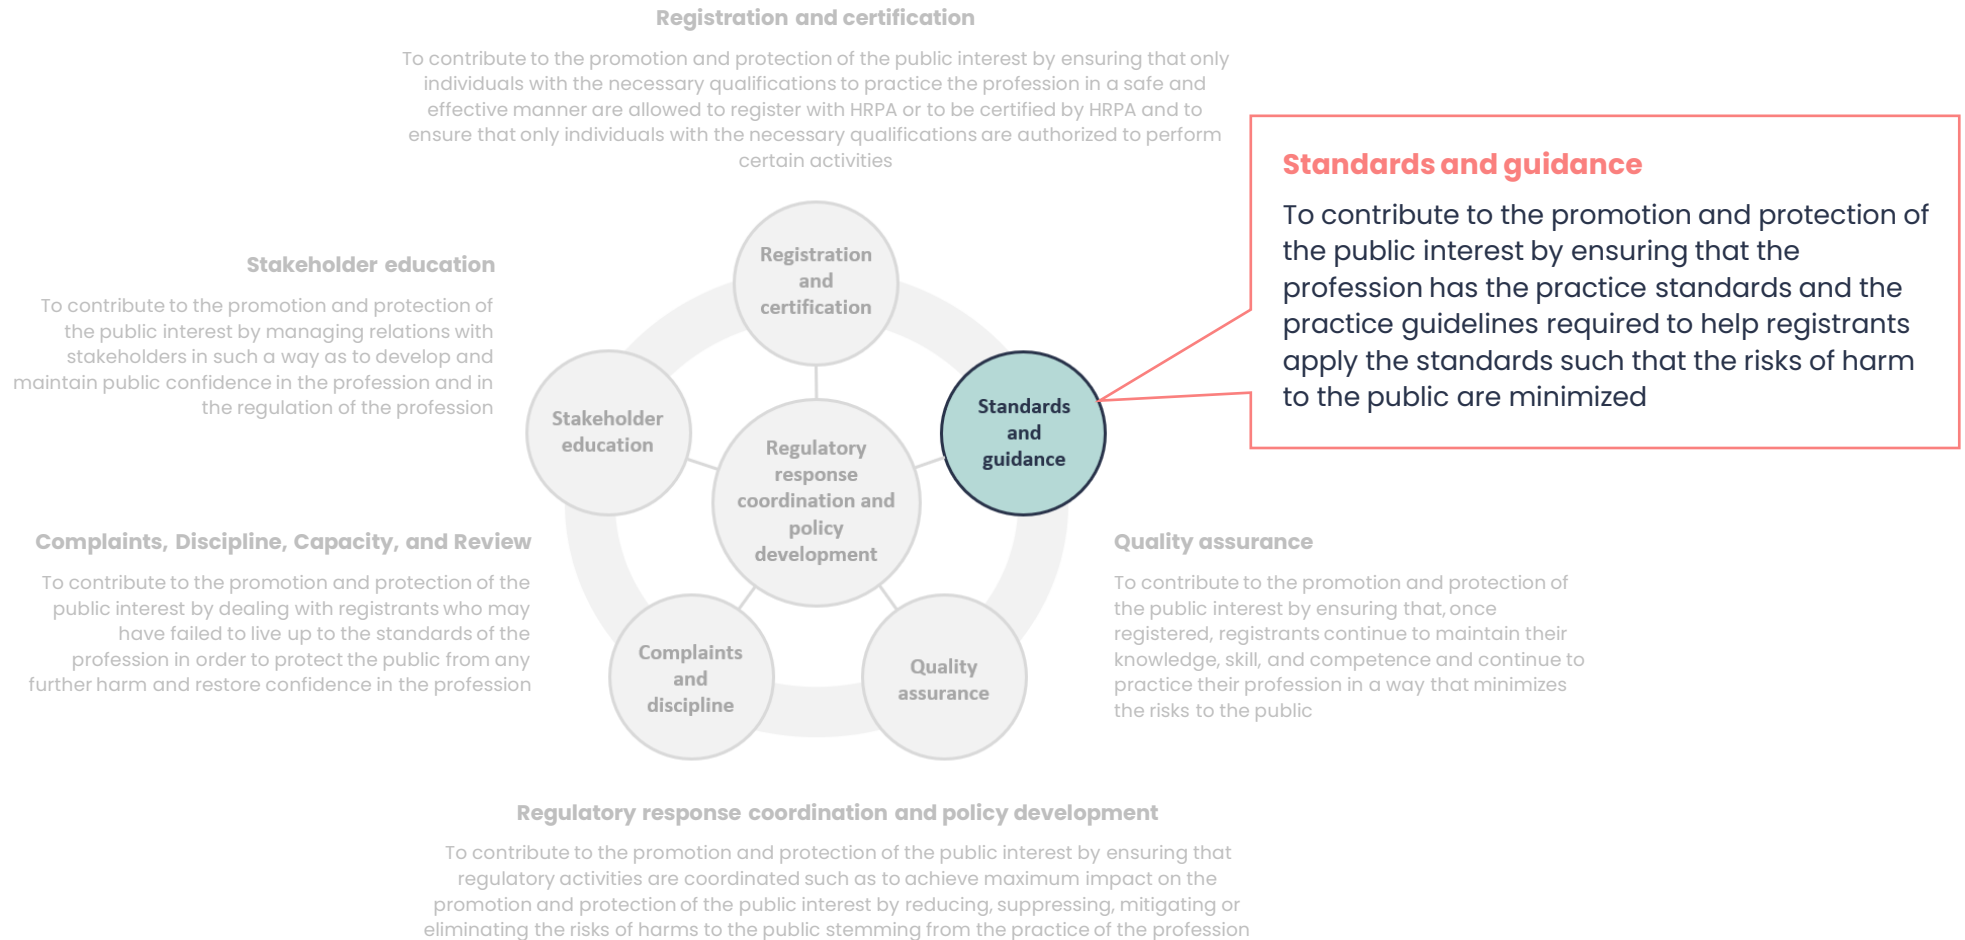 Registration and certification
To contribute to the promotion and protection of the public interest by ensuring that only
individuals with the necessary qualifications to practice the profession in a safe and
effective manner are allowed to register with HRPA or to be certified by HRPA and to
ensure that only individuals with the necessary qualifications are authorized to perform
certain activities
Standards and guidance
To contribute to the promotion and protection of
the public interest by ensuring that the
profession has the practice standards and the
practice guidelines required to help registrants
apply the standards such that the risks of harm
to the public are minimized
Stakeholder education
To contribute to the promotion and protection of
the public interest by managing relations with
stakeholders in such a way as to develop and
maintain public confidence in the profession and in
the regulation of the profession
Registration
and
certification
Stakeholder
education
Standards
and
guidance
Regulatory
response
coordination and
policy
development
Complaints
and
discipline
Quality
assurance
Complaints, Discipline, Capacity, and Review
To contribute to the promotion and protection of the
public interest by dealing with registrants who may
have failed to live up to the standards of the
profession in order to protect the public from any
further harm and restore confidence in the profession
Quality assurance
To contribute to the promotion and protection of
the public interest by ensuring that, once
registered, registrants continue to maintain their
knowledge, skill, and competence and continue to
practice their profession in a way that minimizes
the risks to the public
Regulatory response coordination and policy development
To contribute to the promotion and protection of the public interest by ensuring that
regulatory activities are coordinated such as to achieve maximum impact on the
promotion and protection of the public interest by reducing, suppressing, mitigating or
eliminating the risks of harms to the public stemming from the practice of the profession